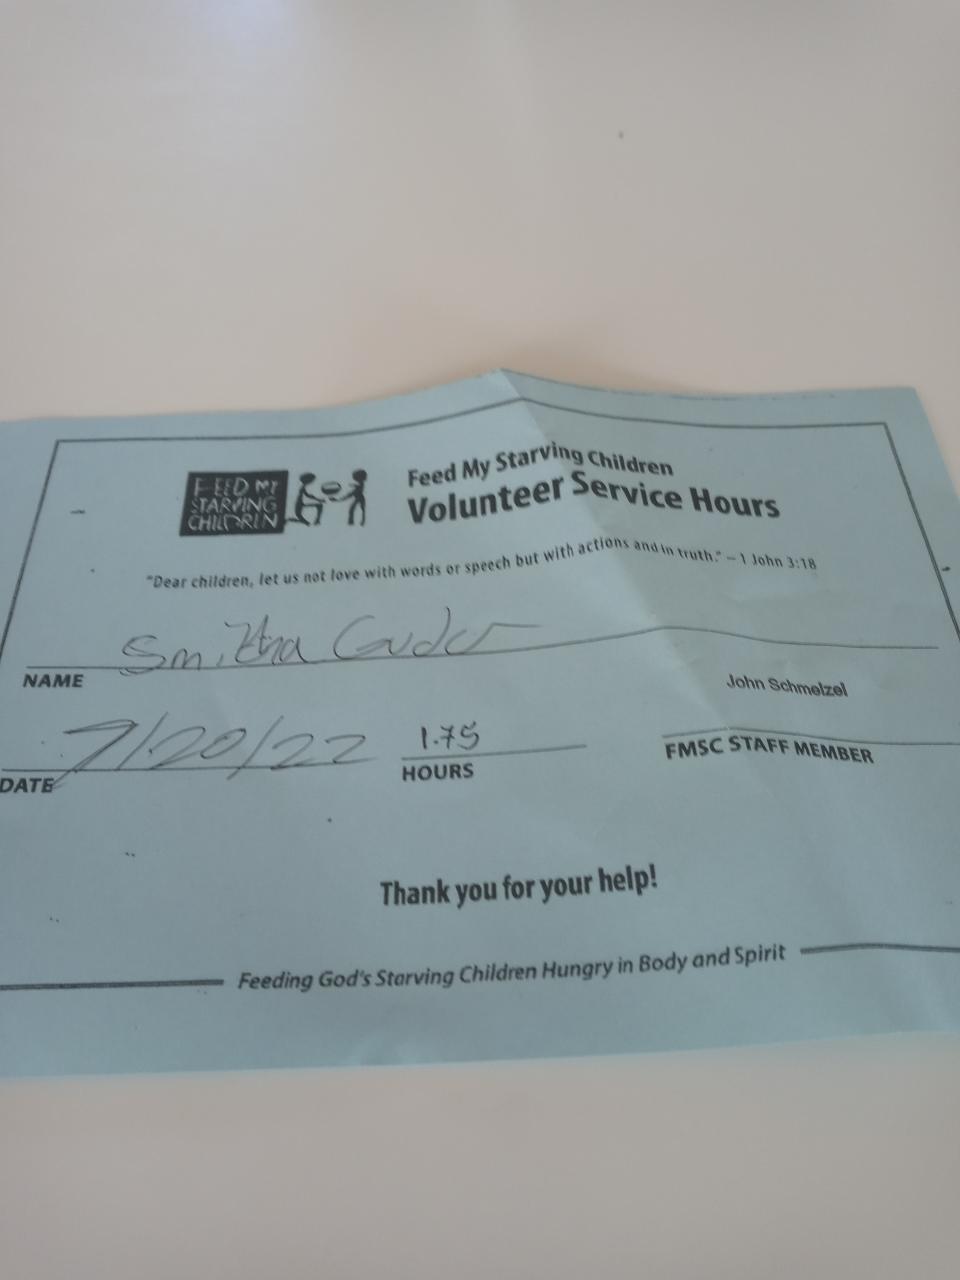 FEED MY
STARVING
CHILDREN
Feed My Starving Children
Volunteer Service Hours
"Dear children, let us not love with words or speech but with actions and in truth." – 1 John 3:18
Smitha
NAME
John Schmelzel
7/20/22
1.75
DATE
HOURS
FMSC STAFF MEMBER
Thank you for your help!
Feeding God's Starving Children Hungry in Body and Spirit